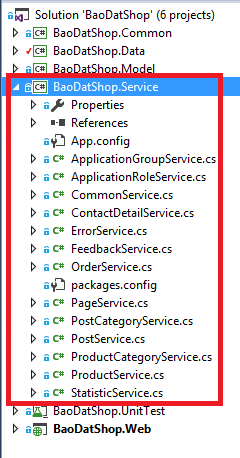 Solution 'BaoDatShop' (6 projects)
C# BaoDatShop.Common
C# BaoDatShop.Data
C# BaoDatShop.Model
C# BaoDatShop.Service
Properties
References
App.config
C# ApplicationGroupService.cs
C# ApplicationRoleService.cs
C# CommonService.cs
C# ContactDetailService.cs
C# ErrorService.cs
C# FeedbackService.cs
C# OrderService.cs
packages.config
C# PageService.cs
C# PostCategoryService.cs
C# PostService.cs
C# ProductCategoryService.cs
C# ProductService.cs
C# StatisticService.cs
BaoDatShop.UnitTest
BaoDatShop.Web